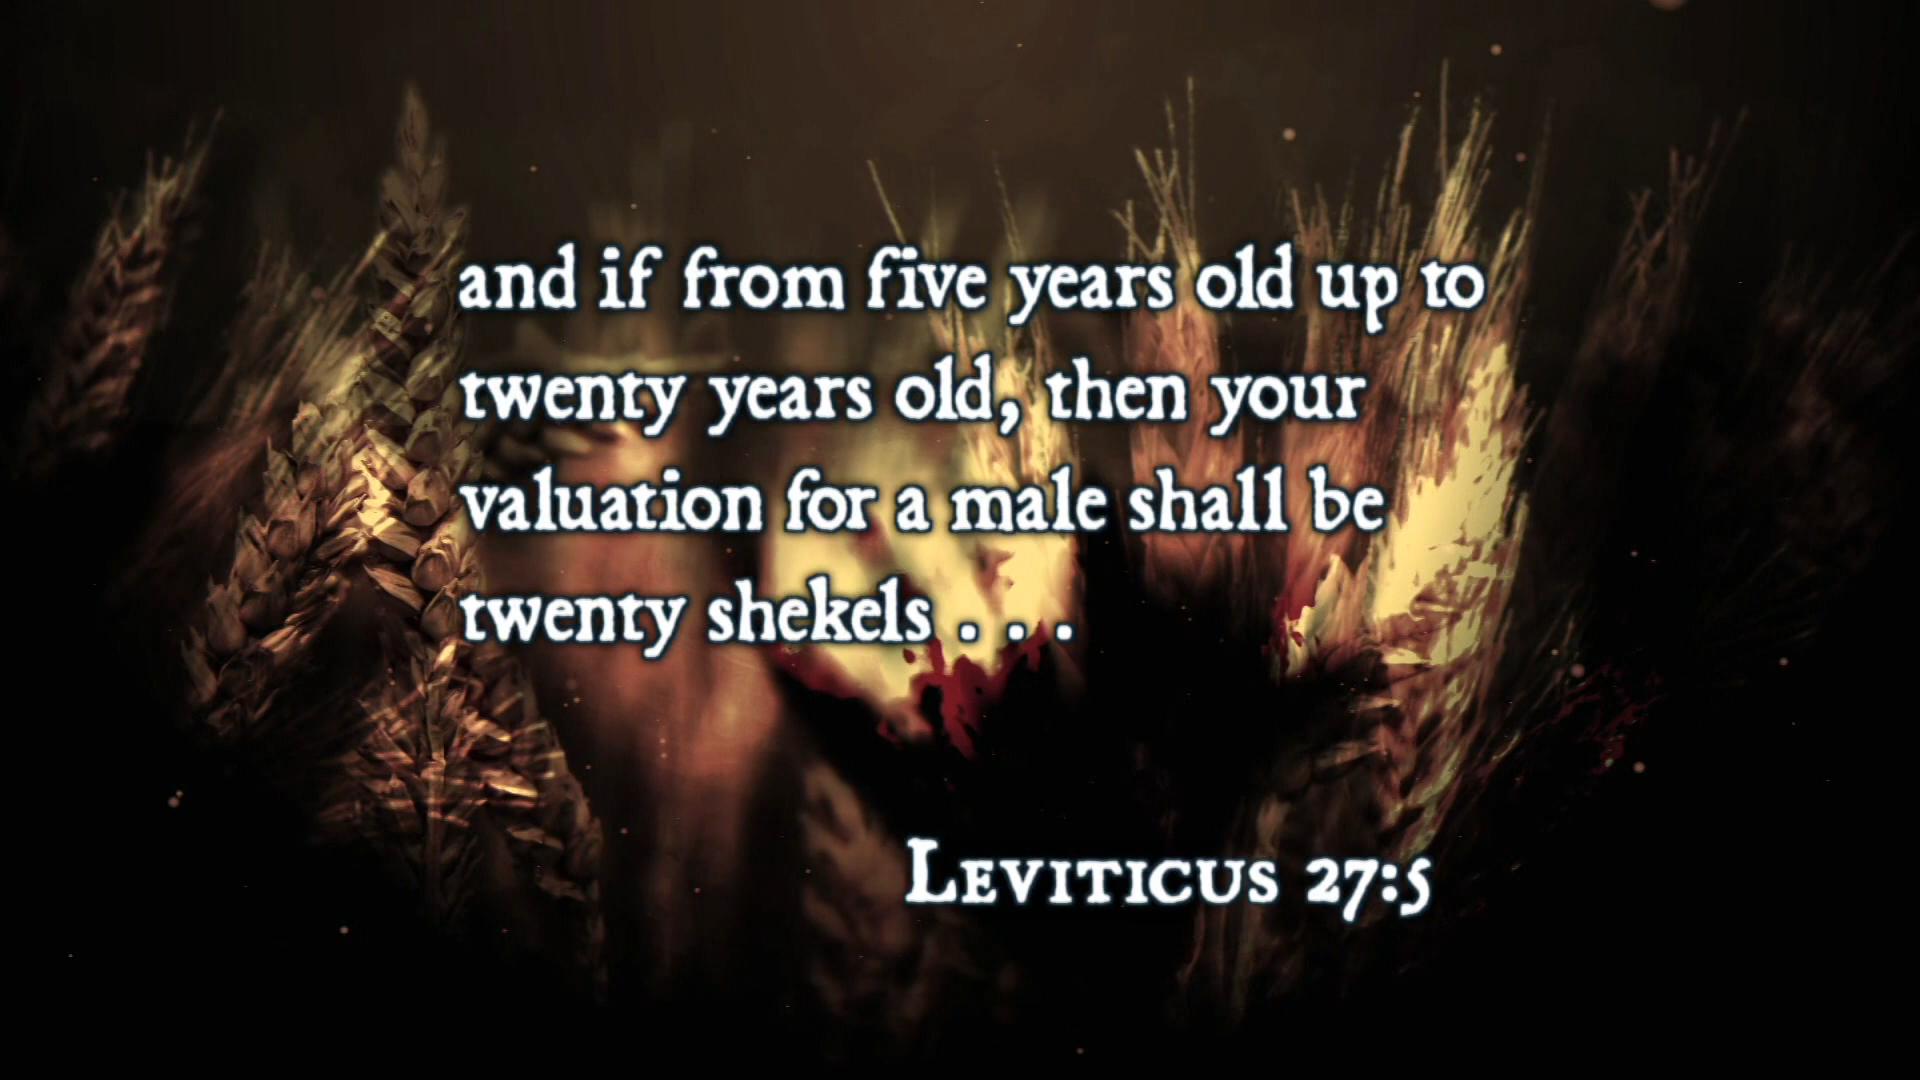 and if from five years old up to
twenty years old, then your
valuation for a male shall be
twenty shekels . . .
Leviticus 27:5